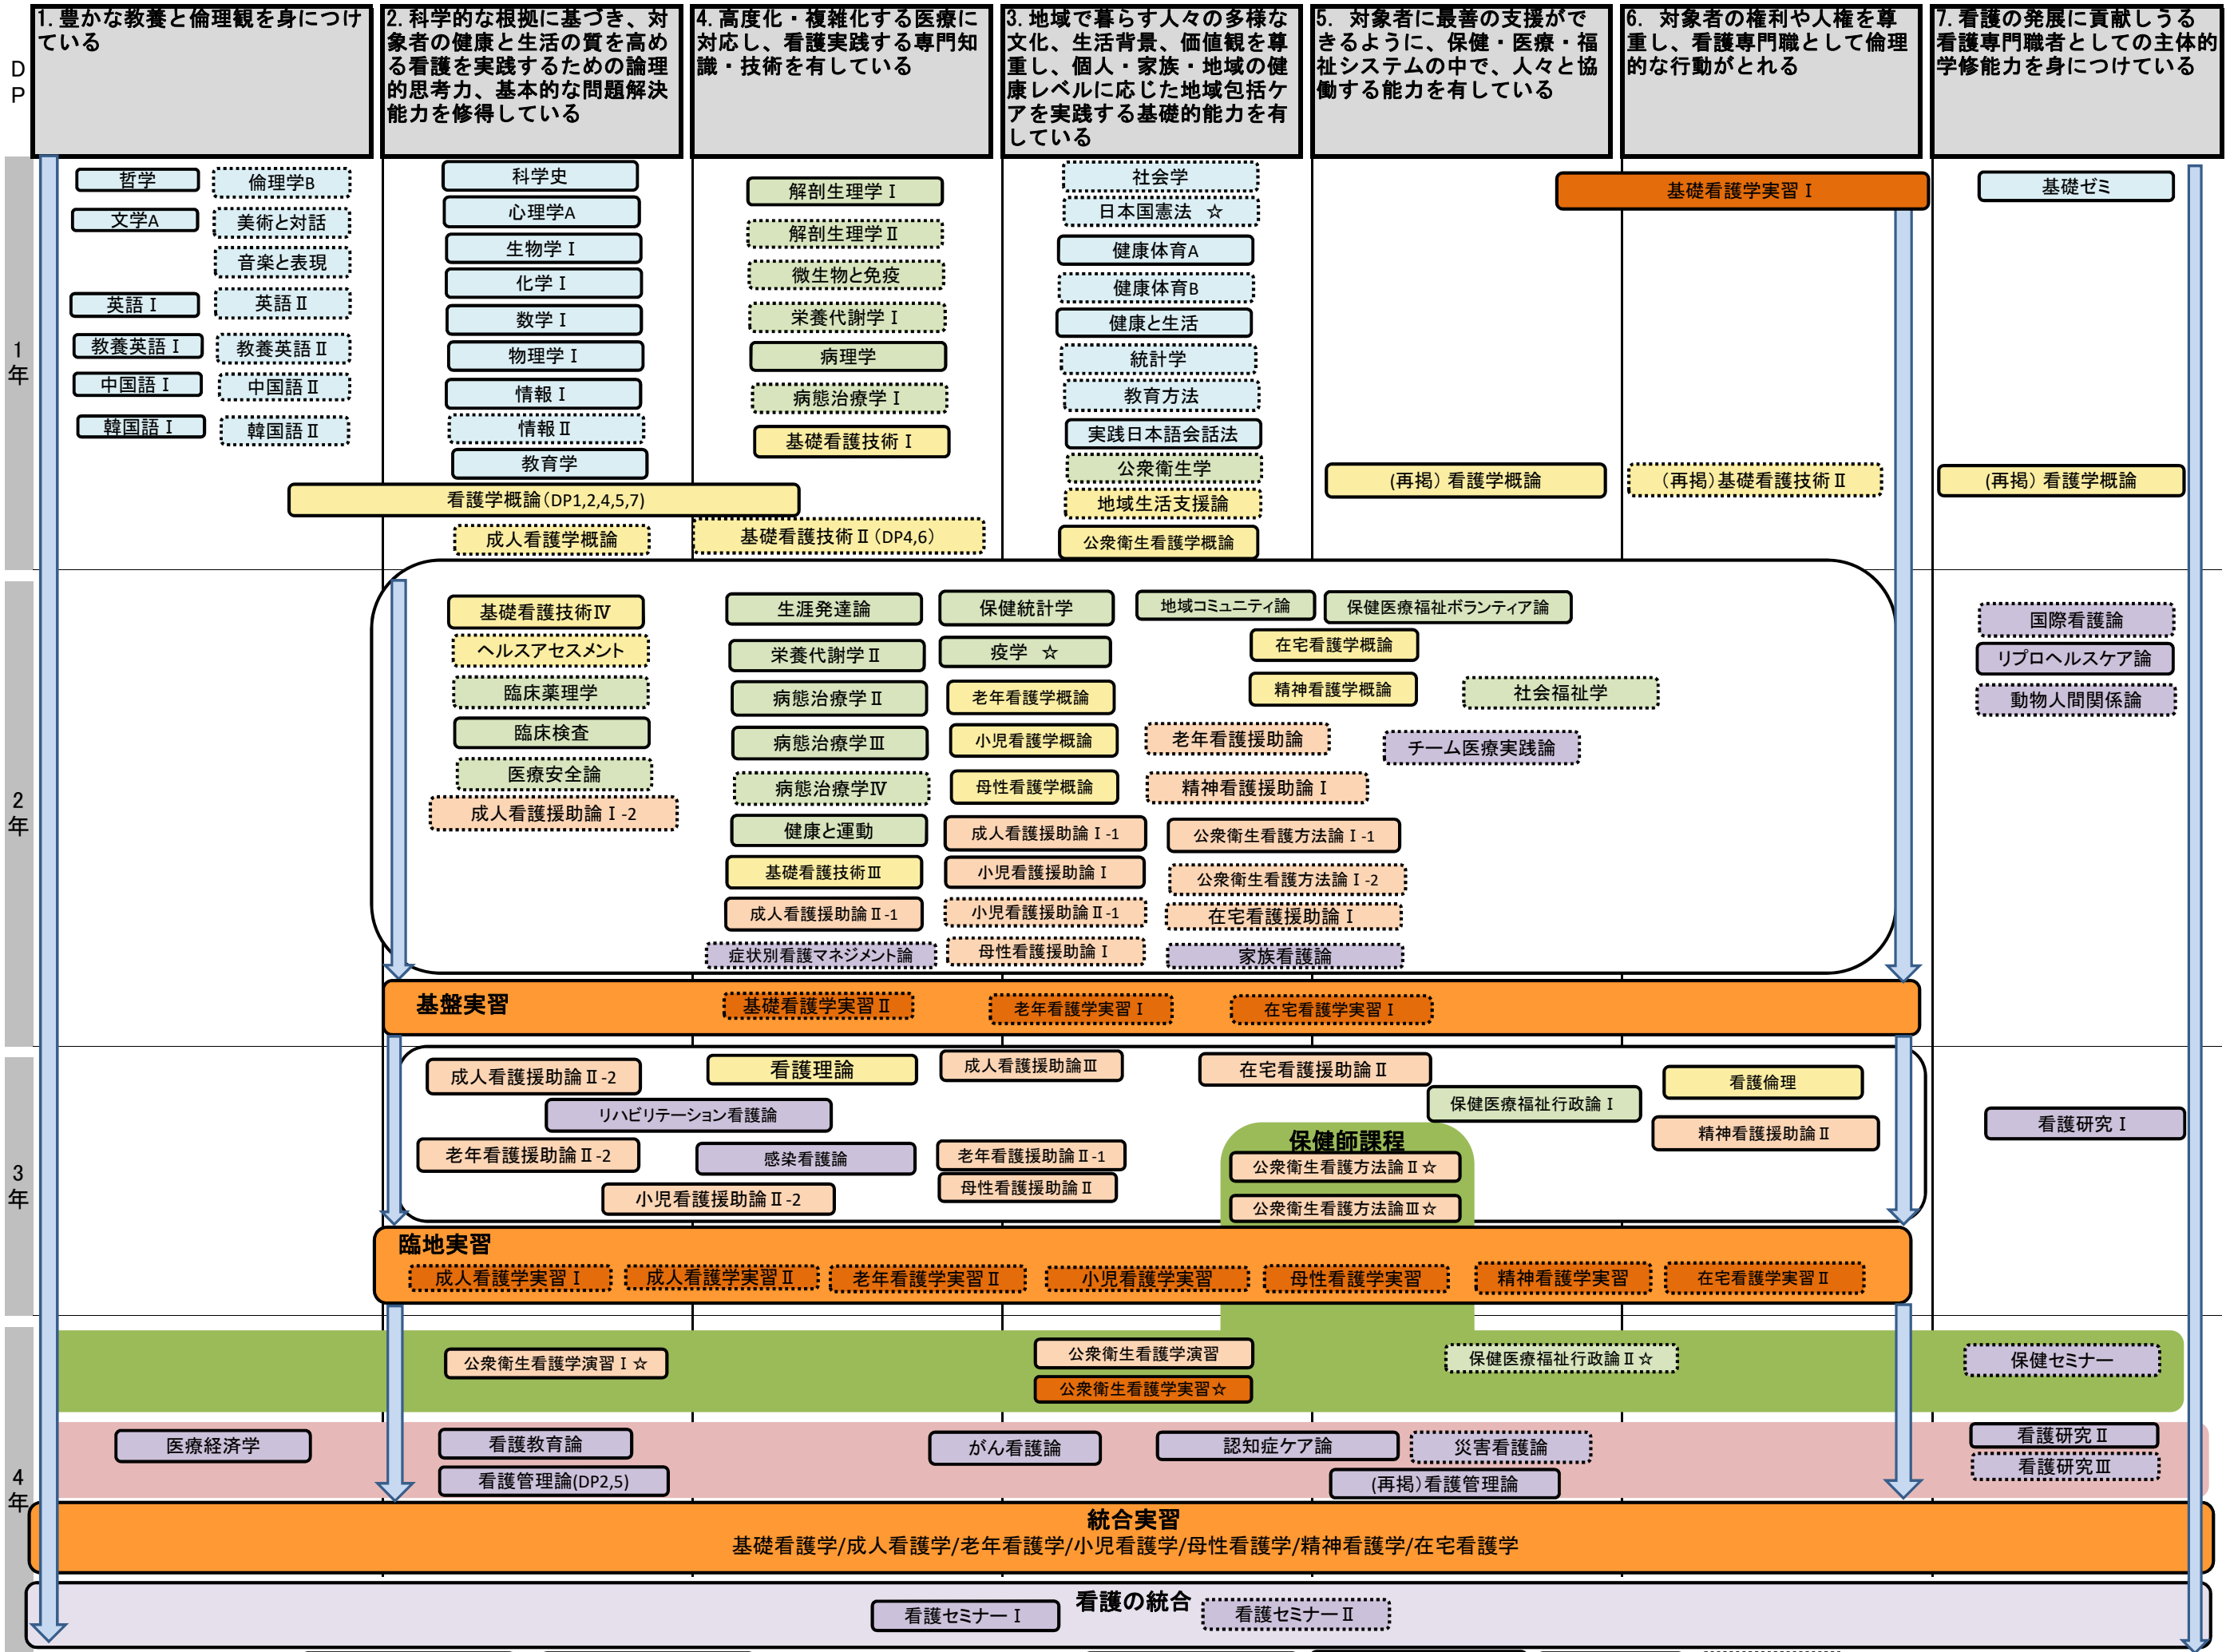 DP
1. 豊かな教養と倫理観を身につけ
ている
2. 科学的な根拠に基づき、対
象者の健康と生活の質を高め
る看護を実践するための論理
的思考力、基本的な問題解決
能力を修得している
4. 高度化・複雑化する医療に
対応し、看護実践する専門知
識・技術を有している
3. 地域で暮らす人々の多様な
文化、生活背景、価値観を尊
重し、個人・家族・地域の健
康レベルに応じた地域包括ケ
アを実践する基礎的能力を有
している
5. 対象者に最善の支援がで
きるように、保健・医療・福
祉システムの中で、人々と協
働する能力を有している
6. 対象者の権利や人権を尊
重し、看護専門職として倫理
的な行動がとれる
7. 看護の発展に貢献しうる
看護専門職者としての主体的
学修能力を身につけている
1年
哲学
倫理学B
文学A
美術と対話
音楽と表現
英語Ⅰ
英語Ⅱ
教養英語Ⅰ
教養英語Ⅱ
中国語Ⅰ
中国語Ⅱ
韓国語Ⅰ
韓国語Ⅱ
科学史
心理学A
生物学Ⅰ
化学Ⅰ
数学Ⅰ
物理学Ⅰ
情報Ⅰ
情報Ⅱ
教育学
看護学概論(DP1,2,4,5,7)
成人看護学概論
解剖生理学Ⅰ
解剖生理学Ⅱ
微生物と免疫
栄養代謝学Ⅰ
病理学
病態治療学Ⅰ
基礎看護技術Ⅰ
基礎看護技術Ⅱ(DP4,6)
社会学
日本国憲法 ☆
健康体育A
健康体育B
健康と生活
統計学
教育方法
実践日本語会話法
公衆衛生学
地域生活支援論
公衆衛生看護学概論
基礎看護学実習Ⅰ
(再掲)看護学概論
(再掲)基礎看護技術Ⅱ
基礎ゼミ
(再掲)看護学概論
2年
基礎看護技術Ⅳ
ヘルスアセスメント
臨床薬理学
臨床検査
医療安全論
成人看護援助論Ⅰ-2
生涯発達論
栄養代謝学Ⅱ
病態治療学Ⅱ
病態治療学Ⅲ
病態治療学Ⅳ
健康と運動
基礎看護技術Ⅲ
成人看護援助論Ⅱ-1
症状別看護マネジメント論
保健統計学
疫学 ☆
老年看護学概論
小児看護学概論
母性看護学概論
成人看護援助論Ⅰ-1
小児看護援助論Ⅰ
小児看護援助論Ⅱ-1
母性看護援助論Ⅰ
地域コミュニティ論
保健医療福祉ボランティア論
在宅看護学概論
精神看護学概論
社会福祉学
老年看護援助論
チーム医療実践論
精神看護援助論Ⅰ
公衆衛生看護方法論Ⅰ-1
公衆衛生看護方法論Ⅰ-2
在宅看護援助論Ⅰ
家族看護論
国際看護論
リプロヘルスケア論
動物人間関係論
基盤実習
基礎看護学実習Ⅱ
老年看護学実習Ⅰ
在宅看護学実習Ⅰ
3年
成人看護援助論Ⅱ-2
看護理論
成人看護援助論Ⅲ
在宅看護援助論Ⅱ
看護倫理
リハビリテーション看護論
保健医療福祉行政論Ⅰ
精神看護援助論Ⅱ
看護研究Ⅰ
老年看護援助論Ⅱ-2
感染看護論
老年看護援助論Ⅱ-1
保健師課程
公衆衛生看護方法論Ⅱ☆
小児看護援助論Ⅱ-2
母性看護援助論Ⅱ
公衆衛生看護方法論Ⅲ☆
臨地実習
成人看護学実習Ⅰ
成人看護学実習Ⅱ
老年看護学実習Ⅱ
小児看護学実習
母性看護学実習
精神看護学実習
在宅看護学実習Ⅱ
4年
公衆衛生看護学演習Ⅰ☆
公衆衛生看護学演習
公衆衛生看護学実習☆
保健医療福祉行政論Ⅱ☆
保健セミナー
医療経済学
看護教育論
看護管理論(DP2,5)
がん看護論
認知症ケア論
災害看護論
(再掲)看護管理論
看護研究Ⅱ
看護研究Ⅲ
統合実習
基礎看護学/成人看護学/老年看護学/小児看護学/母性看護学/精神看護学/在宅看護学
看護の統合
看護セミナーⅠ
看護セミナーⅡ